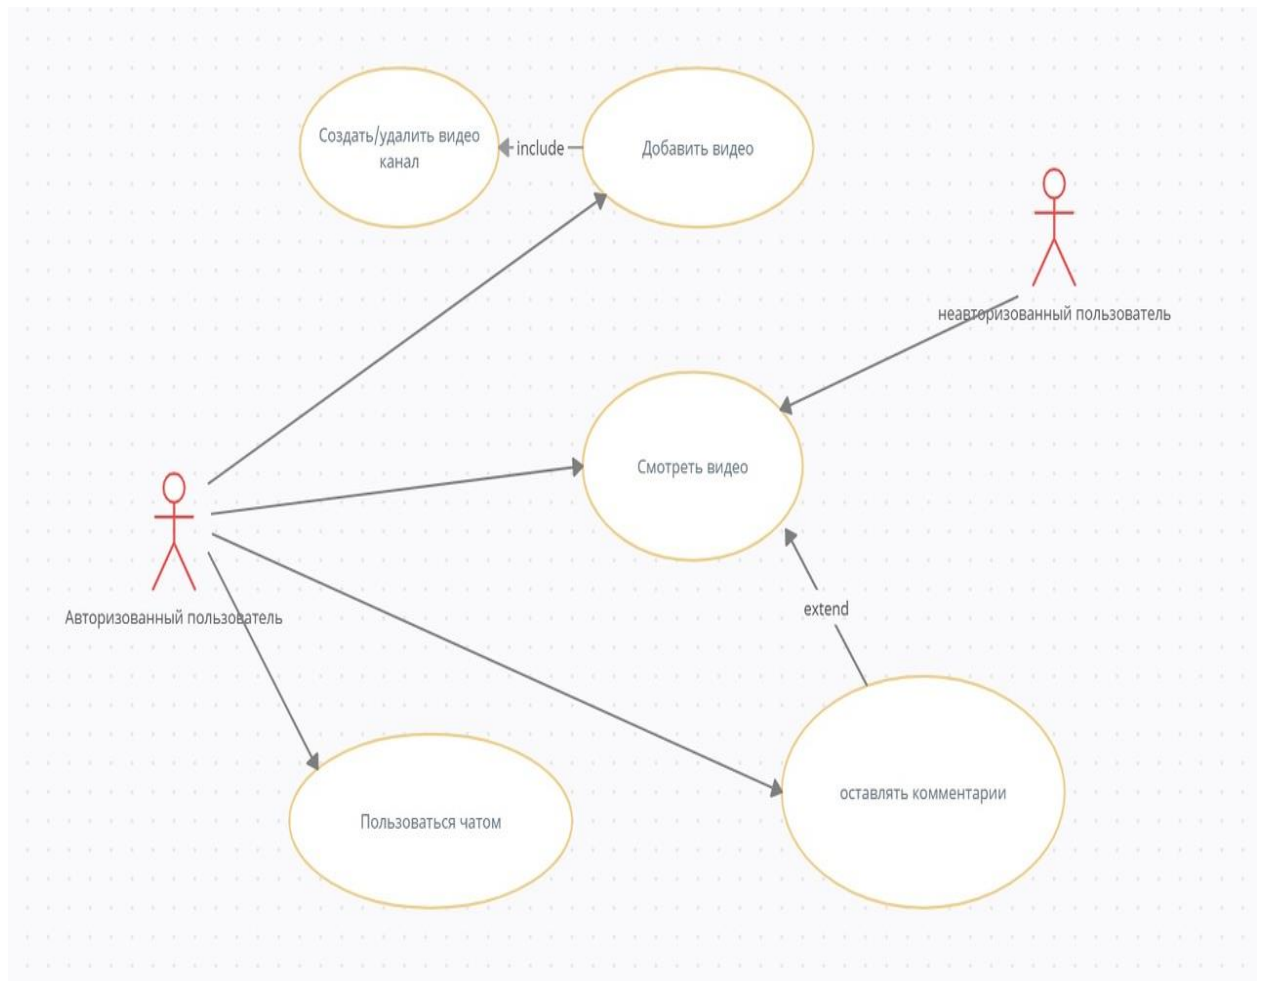 Создать/удалить видео
канал
include
Добавить видео
неавторизованный пользователь
Смотреть видео
Авторизованный пользователь
extend
оставлять комментарии
Пользоваться чатом